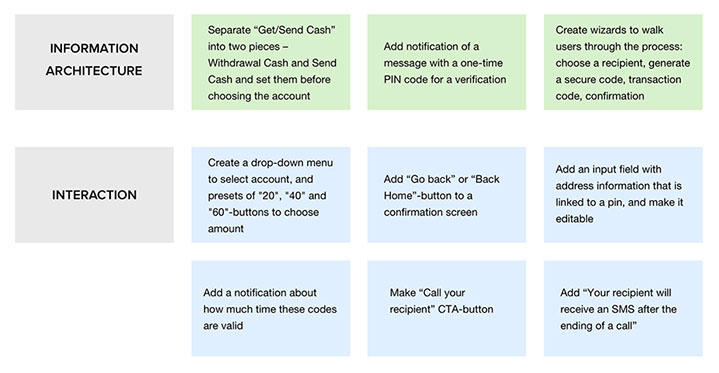 INFORMATION
ARCHITECTURE
Separate “Get/Send Cash”
into two pieces –
Withdrawal Cash and Send
Cash and set them before
choosing the account
Add notification of a
message with a one-time
PIN code for a verification
Create wizards to walk
users through the process:
choose a recipient, generate
a secure code, transaction
code, confirmation
INTERACTION
Create a drop-down menu
to select account, and
presets of "20", "40" and
"60"-buttons to choose
amount
Add “Go back” or “Back
Home”-button to a
confirmation screen
Add an input field with
address information that is
linked to a pin, and make it
editable
Add a notification about
how much time these codes
are valid
Make “Call your
recipient” CTA-button
Add “Your recipient will
receive an SMS after the
ending of a call”